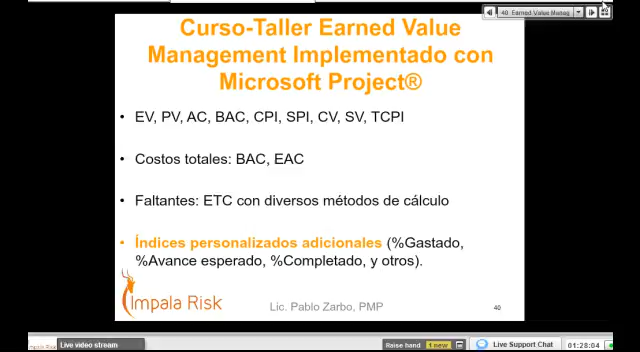 40. Earned Value Manag
Curso-Taller Earned Value
Management Implementado con
Microsoft Project®
• EV, PV, AC, BAC, CPI, SPI, CV, SV, TCPI
• Costos totales: BAC, EAC
• Faltantes: ETC con diversos métodos de cálculo
• Índices personalizados adicionales (%Gastado,
%Avance esperado, %Completado, y otros).
Impala Risk
Lic. Pablo Zarbo, PMP
40
Impala Risk
Live video stream
Raise hand
1 new
Live Support Chat
01:28:04